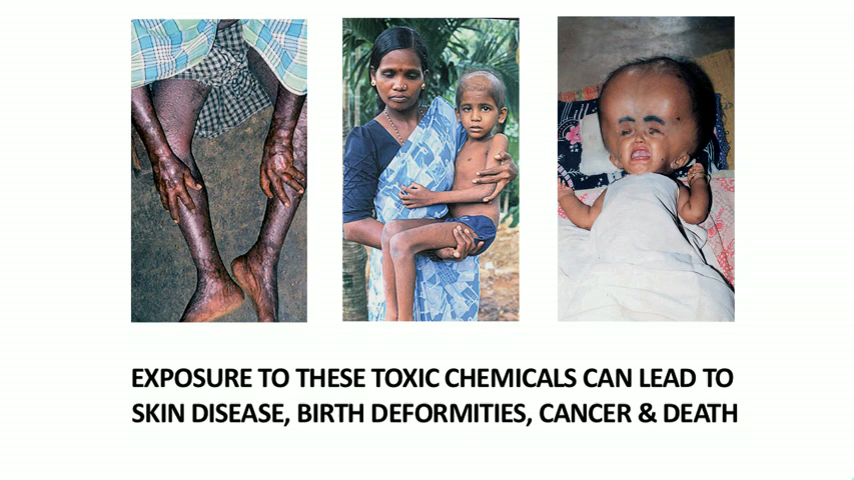 EXPOSURE TO THESE TOXIC CHEMICALS CAN LEAD TO
SKIN DISEASE, BIRTH DEFORMITIES, CANCER & DEATH